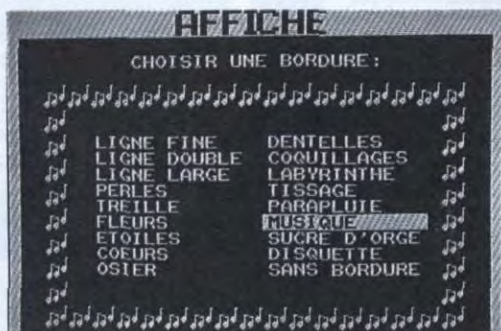 AFFICHE
CHOISIR UNE BORDURE:
LIGNE FINE DENTELLES
LIGNE DOUBLE COQUILLAGES
LIGNE LARGE LABYRINTHE
PERLES TISSAGE
TREILLE PARAPLUIE
FLEURS MUSIQUE
ETOILES SUCRE D'ORGE
COEURS DISQUETTE
OSIER SANS BORDURE